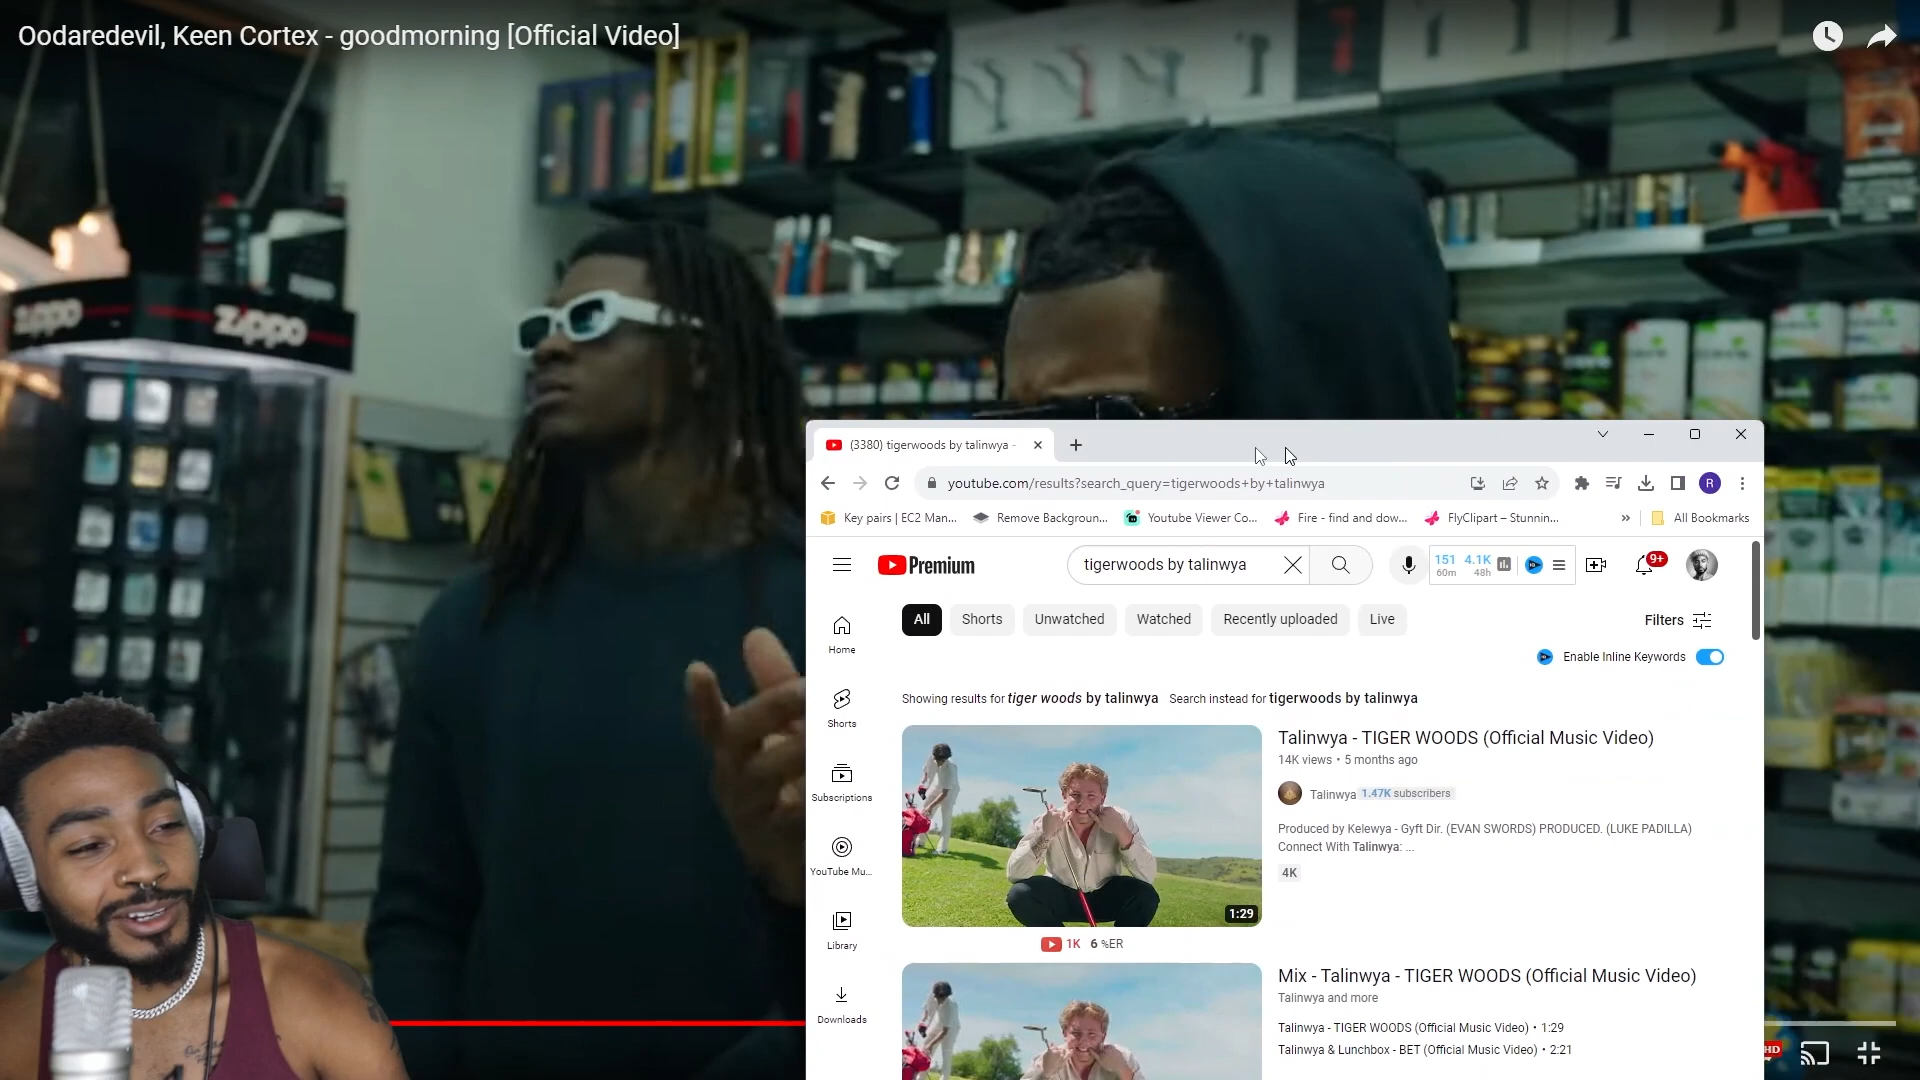 Oodaredevil, Keen Cortex - goodmorning [Official Video]
zippo
zippo
(3380) tigerwoods by talinwya -
youtube.com/results?search_query=tigerwoods+by+talinwya
R
Key pairs | EC2 Man...
Remove Backgroun...
Youtube Viewer Co...
Fire - find and dow...
FlyClipart – Stunnin...
»
All Bookmarks
Premium
tigerwoods by talinwya
151 4.1K
60m 48h
9+
All
Shorts
Unwatched
Watched
Recently uploaded
Live
Filters
Enable Inline Keywords
Home
Shorts
Subscriptions
YouTube Mu...
Library
Downloads
Showing results for tiger woods by talinwya Search instead for tigerwoods by talinwya
1:29
1K 6 %ER
Talinwya - TIGER WOODS (Official Music Video)
14K views • 5 months ago
Talinwya 1.47K subscribers
Produced by Kelewya - Gyft Dir. (EVAN SWORDS) PRODUCED. (LUKE PADILLA)
Connect With Talinwya: ...
4K
Mix - Talinwya - TIGER WOODS (Official Music Video)
Talinwya and more
Talinwya - TIGER WOODS (Official Music Video) • 1:29
Talinwya & Lunchbox - BET (Official Music Video) • 2:21
HD